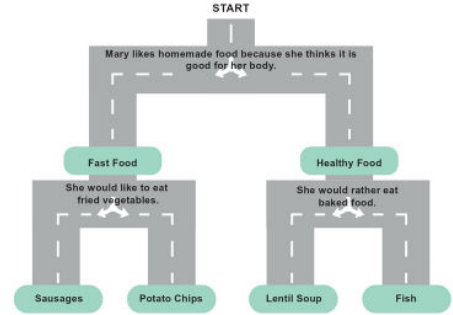 START
Mary likes homemade food because she thinks it is
good for her body.
Fast Food
Healthy Food
She would like to eat
fried vegetables.
She would rather eat
baked food.
Sausages
Potato Chips
Lentil Soup
Fish